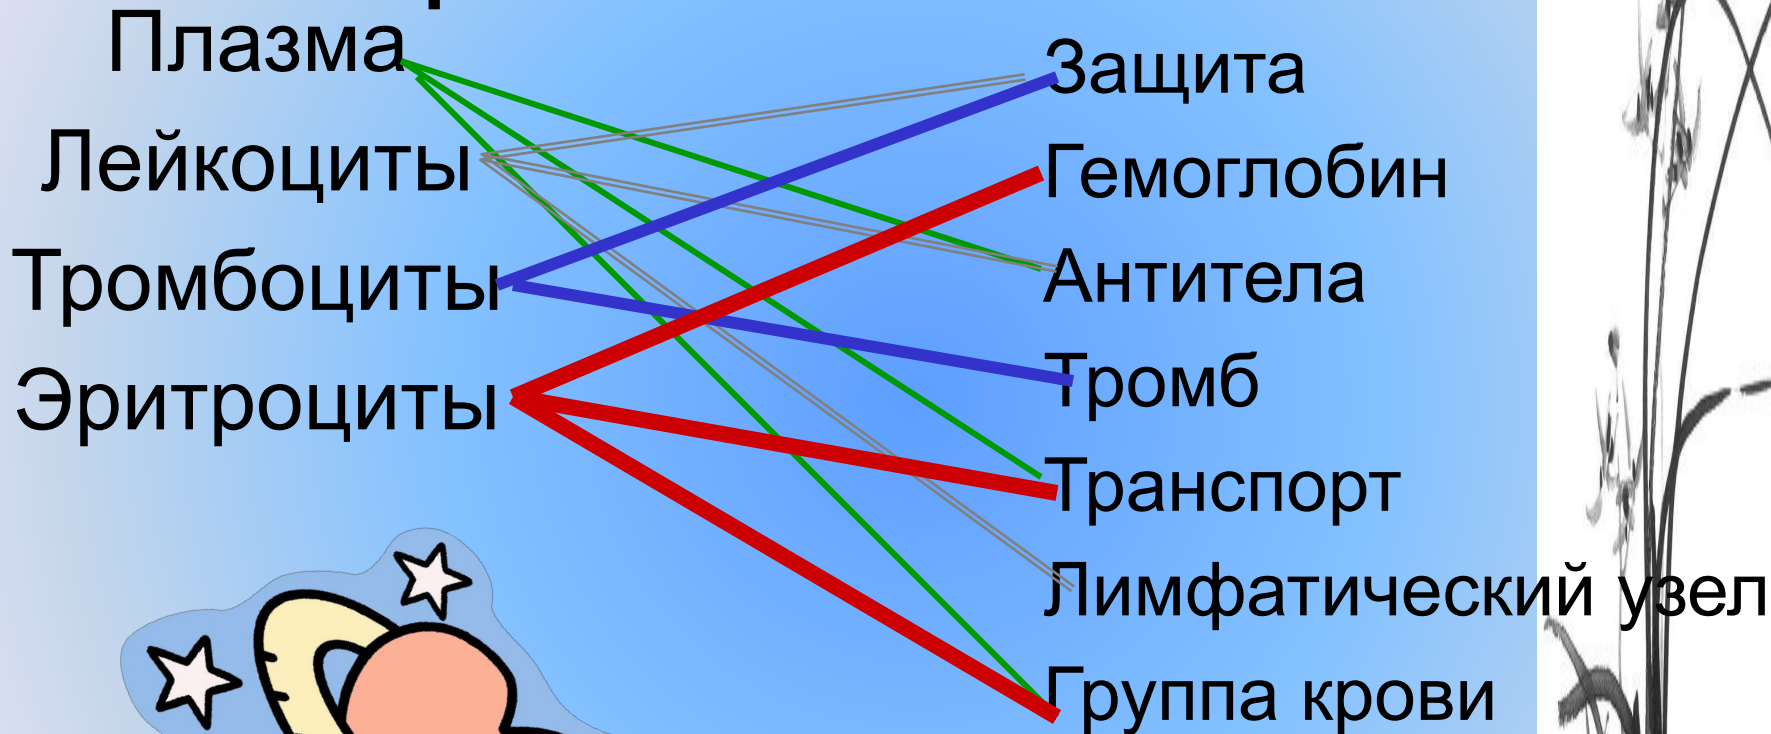 Плазма
Лейкоциты
Тромбоциты
Эритроциты
Защита
Гемоглобин
Антитела
Тромб
Транспорт
Лимфатический узел
Группа крови